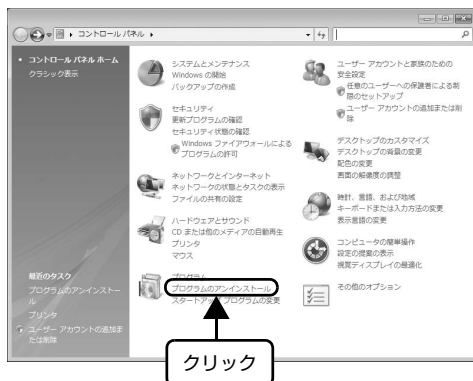 コントロール パネル
コントロール パネル ホーム
クラシック表示
システムとメンテナンス
Windows の開始
バックアップの作成
セキュリティ
更新プログラムの確認
セキュリティ状態の確認
Windows ファイアウォールによる
プログラムの許可
ネットワークとインターネット
ネットワークの状態とタスクの表示
ファイルの共有の設定
ハードウェアとサウンド
CD または他のメディアの自動再生
プリンタ
マウス
プログラム
プログラムのアンインストール
スタートアップ プログラムの変更
ユーザー アカウントと家族のための
安全設定
任意のユーザーへの保護者による制
限のセットアップ
ユーザー アカウントの追加または削
除
デスクトップのカスタマイズ
デスクトップの背景の変更
配色の変更
画面の解像度の調整
時計、言語、および地域
キーボードまたは入力方法の変更
表示言語の変更
コンピュータの簡単操作
設定の提案の表示
視覚ディスプレイの最適化
その他のオプション
最近のタスク
プログラムのアンインストー
ル
プリンタ
ユーザー アカウントの追加ま
たは削除
クリック